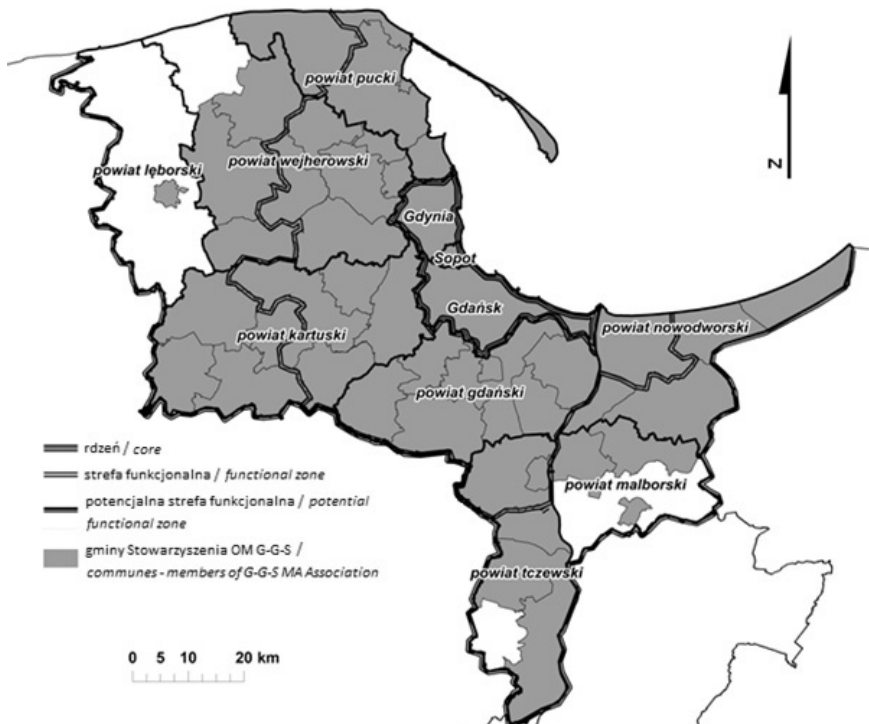 powiat pucki
powiat wejherowski
powiat lęborski
Gdynia
Sopot
Gdańsk
powiat nowodworski
powiat kartuski
powiat gdański
powiat malborski
powiat tczewski
N
rdzeń / core
strefa funkcjonalna / functional zone
potencjalna strefa funkcjonalna / potential
functional zone
gminy Stowarzyszenia OM G-G-S /
communes - members of G-G-S MA Association
0 5 10 20 km